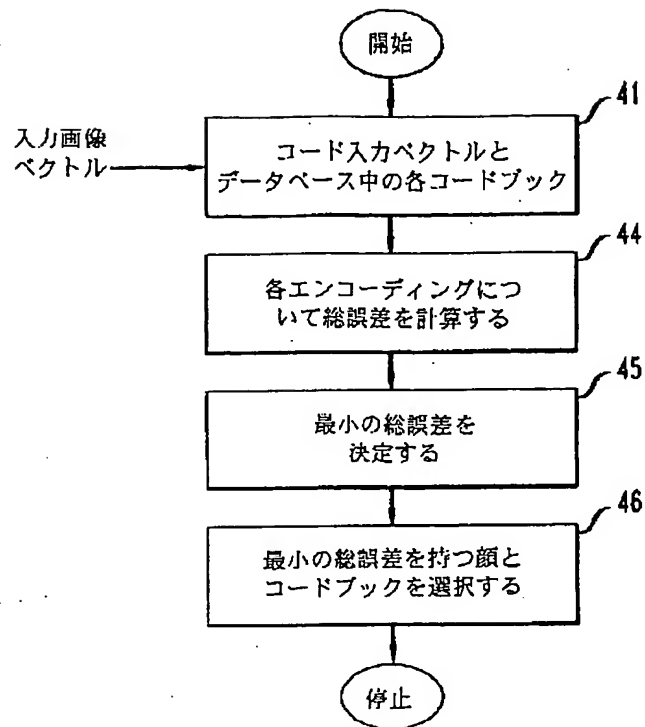 開始
41
入力画像
ベクトル
コード入力ベクトルと
データベース中の各コードブック
44
各エンコーディングにつ
いて総誤差を計算する
45
最小の総誤差を
決定する
46
最小の総誤差を持つ顔と
コードブックを選択する
停止